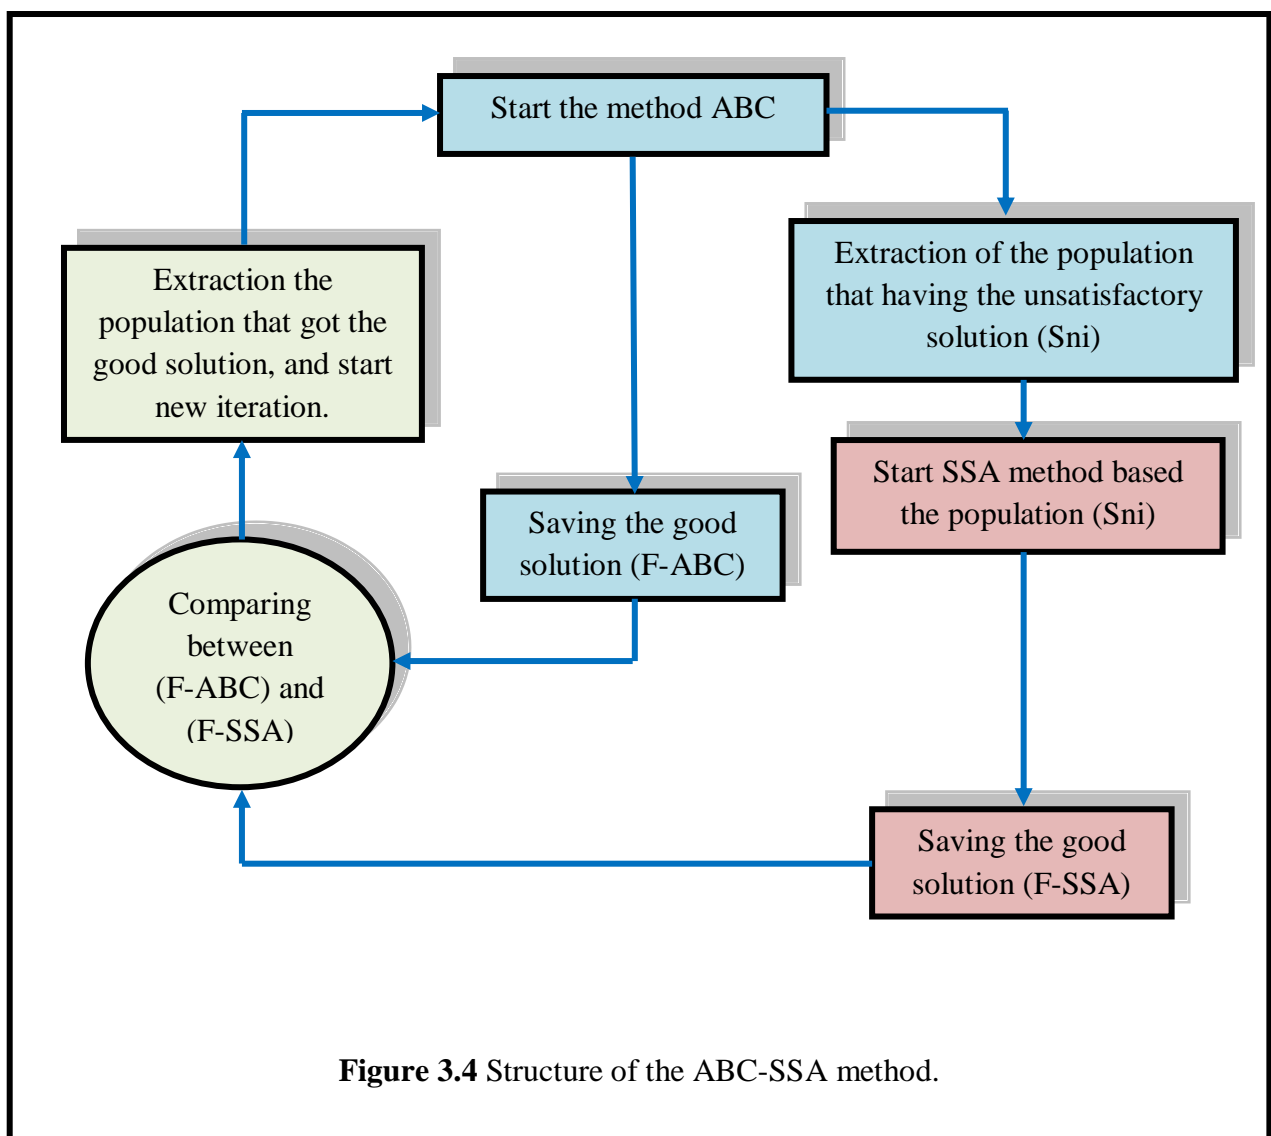 Start the method ABC
Extraction of the population
that having the unsatisfactory
solution (Sni)
Extraction the
population that got the
good solution, and start
new iteration.
Start SSA method based
the population (Sni)
Saving the good
solution (F-ABC)
Comparing
between
(F-ABC) and
(F-SSA)
Saving the good
solution (F-SSA)
Figure 3.4 Structure of the ABC-SSA method.